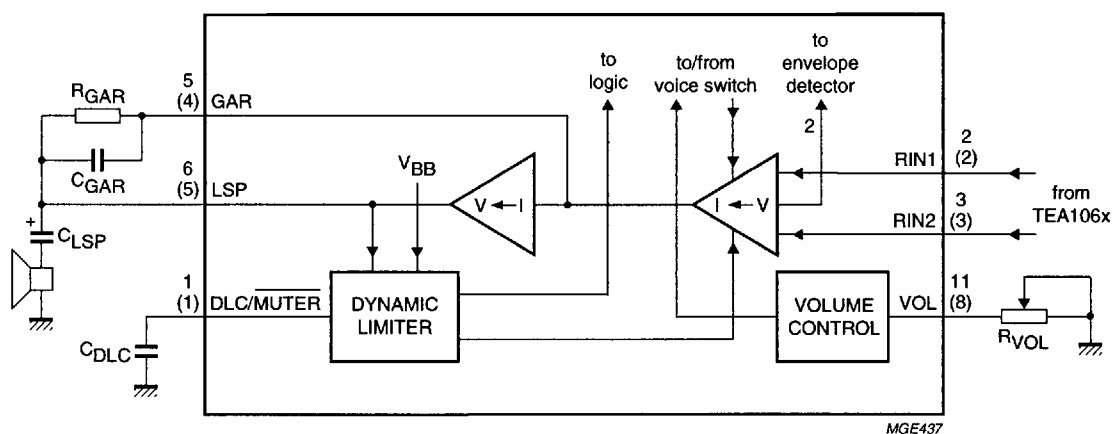 to
logic
to/from
voice switch
to
envelope
detector
2
5
(4)
GAR
R_GAR
C_GAR
6
(5)
LSP
V_BB
V ← I
I ← V
RIN1
2
(2)
RIN2
3
(3)
from
TEA106x
+
C_LSP
1
(1)
DLC/M̅U̅T̅E̅R̅
DYNAMIC
LIMITER
VOLUME
CONTROL
VOL
11
(8)
C_DLC
R_VOL
MGE437